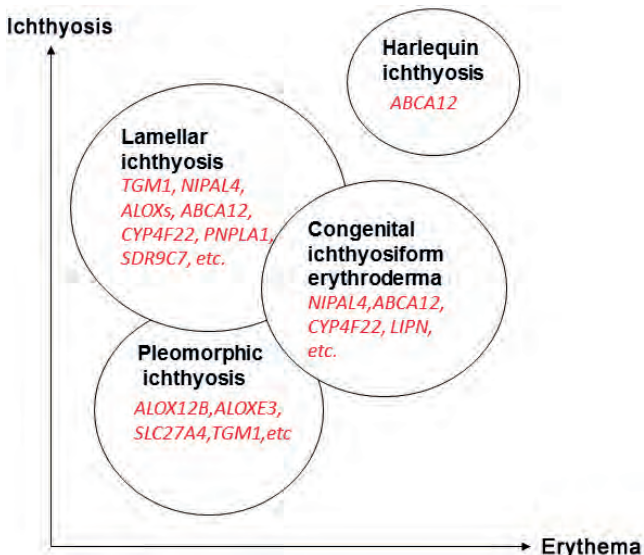 Ichthyosis
Harlequin
ichthyosis
ABCA12
Lamellar
ichthyosis
TGM1, NIPAL4,
ALOXs, ABCA12,
CYP4F22, PNPLA1,
SDR9C7, etc.
Congenital
ichthyosiform
erythroderma
NIPAL4,ABCA12,
CYP4F22, LIPN,
etc.
Pleomorphic
ichthyosis
ALOX12B,ALOXE3,
SLC27A4,TGM1,etc
Erythema